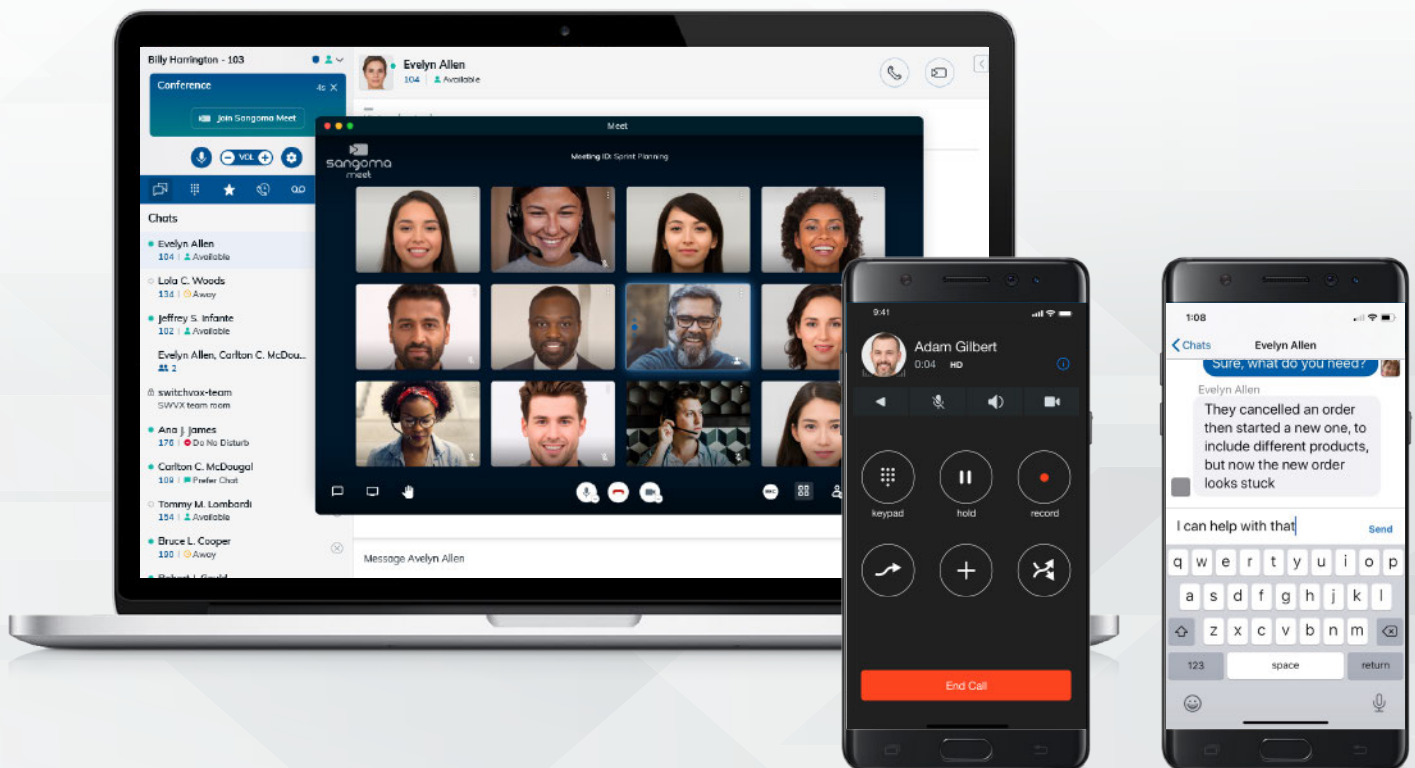 Billy Harrington - 103
Conference
4s X
Join Sangoma Meet
VOL
Chats
Evelyn Allen
104 | Available
Lola C. Woods
134 | Away
Jeffrey S. Infante
102 | Available
Evelyn Allen, Carlton C. McDou...
2
switchvox-team
SWVX team room
Ana J. James
176 | Do No Disturb
Carlton C. McDougal
109 | Prefer Chat
Tommy M. Lombardi
154 | Available
Bruce L. Cooper
190 | Away
Evelyn Allen
104 | Available
Message Avelyn Allen
Meet
sangoma
meet
Meeting ID: Sprint Planning
REC
9:41
Adam Gilbert
0:04 HD
keypad
hold
record
End Call
1:08
Chats
Evelyn Allen
Sure, what do you need?
Evelyn Allen
They cancelled an order
then started a new one, to
include different products,
but now the new order
looks stuck
I can help with that
Send
q w e r t y u i o p
a s d f g h j k l
z x c v b n m
123
space
return